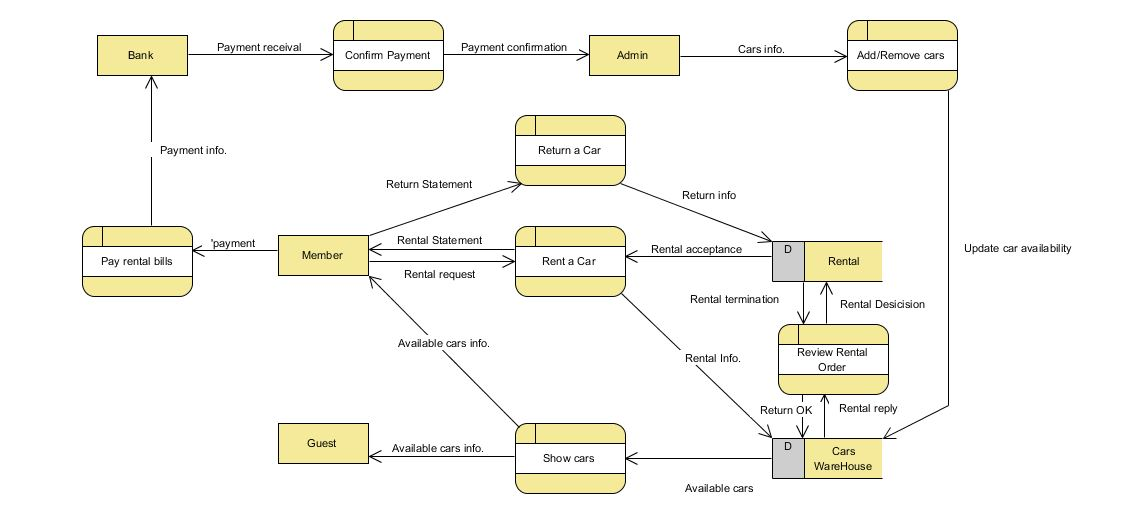 Bank
Payment receival
Confirm Payment
Payment confirmation
Admin
Cars info.
Add/Remove cars
Payment info.
Return a Car
Return Statement
Return info
Pay rental bills
'payment
Member
Rental Statement
Rental request
Rent a Car
Rental acceptance
D
Rental
Update car availability
Rental termination
Rental Desicision
Available cars info.
Rental Info.
Review Rental
Order
Return OK
Rental reply
Guest
Available cars info.
Show cars
Available cars
D
Cars
WareHouse